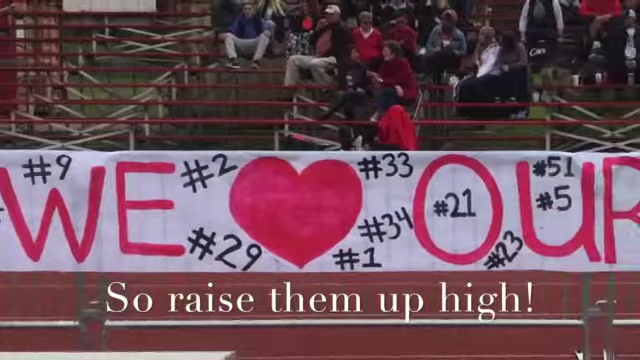 WE ❤ OUR
#9 #2 #33 #51
#21 #5
#29 #34 #1 #23
So raise them up high!